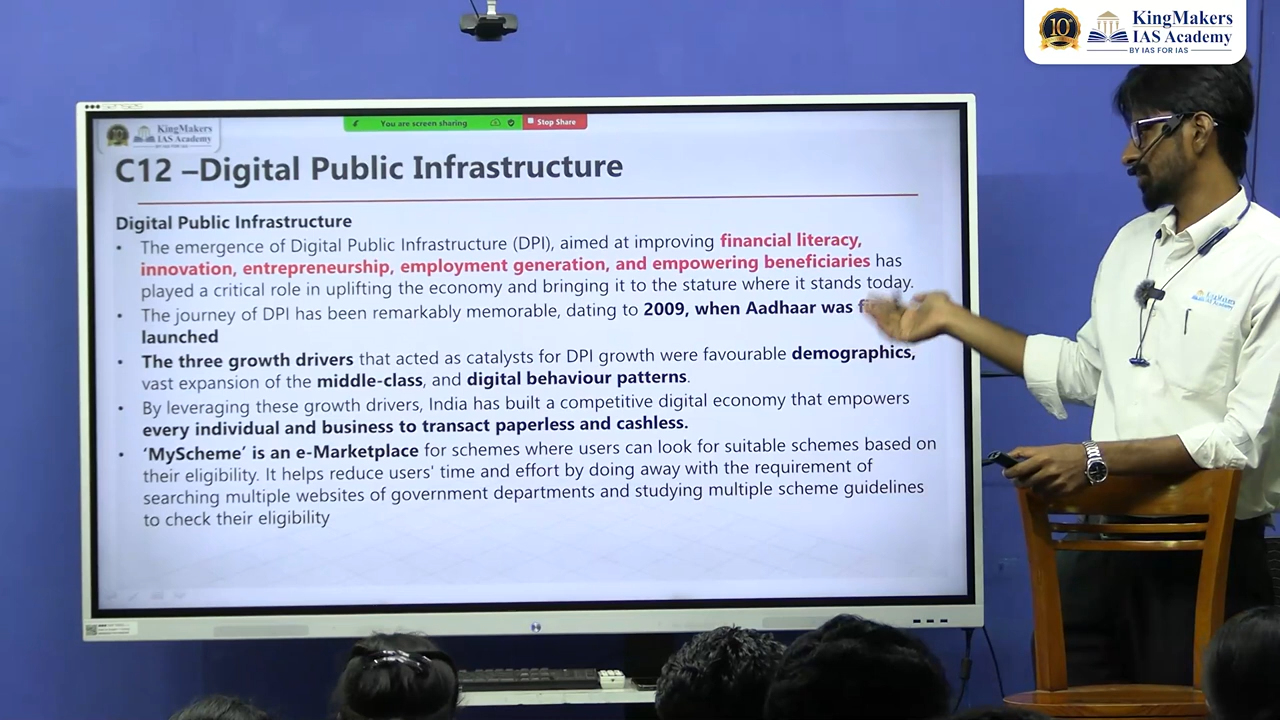 10
KingMakers
IAS Academy
BY IAS FOR IAS
You are screen sharing
Stop Share
10
KingMakers
IAS Academy
BY IAS FOR IAS
C12 –Digital Public Infrastructure
Digital Public Infrastructure
• The emergence of Digital Public Infrastructure (DPI), aimed at improving financial literacy,
innovation, entrepreneurship, employment generation, and empowering beneficiaries has
played a critical role in uplifting the economy and bringing it to the stature where it stands today.
• The journey of DPI has been remarkably memorable, dating to 2009, when Aadhaar was
launched
• The three growth drivers that acted as catalysts for DPI growth were favourable demographics,
vast expansion of the middle-class, and digital behaviour patterns.
• By leveraging these growth drivers, India has built a competitive digital economy that empowers
every individual and business to transact paperless and cashless.
• ‘MyScheme’ is an e-Marketplace for schemes where users can look for suitable schemes based on
their eligibility. It helps reduce users' time and effort by doing away with the requirement of
searching multiple websites of government departments and studying multiple scheme guidelines
to check their eligibility